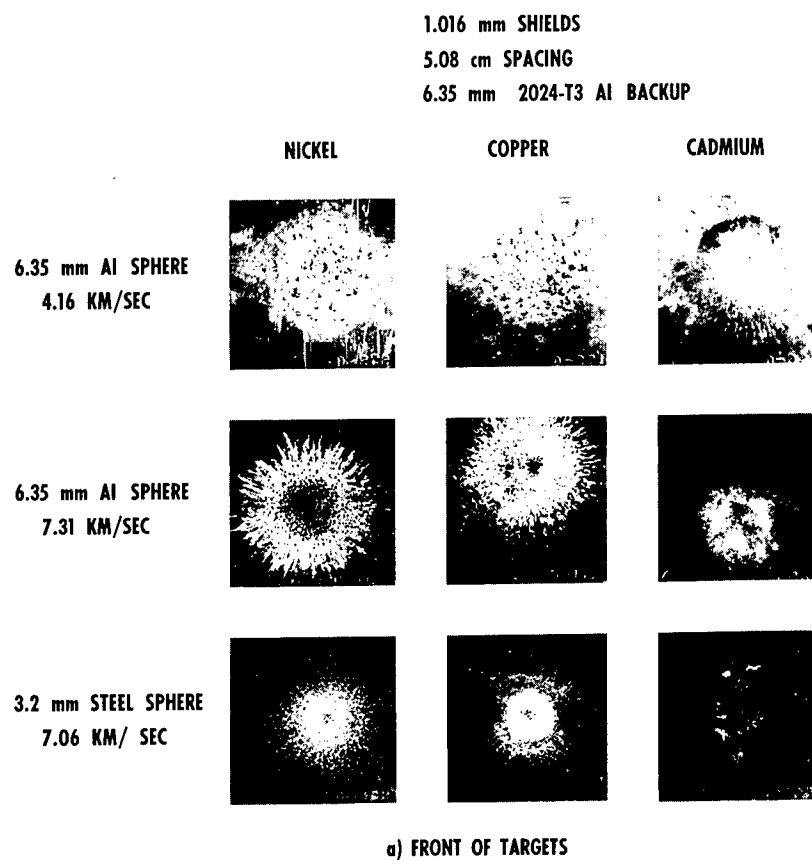 1.016 mm SHIELDS
5.08 cm SPACING
6.35 mm 2024-T3 Al BACKUP
NICKEL COPPER CADMIUM
6.35 mm Al SPHERE
4.16 KM/SEC
6.35 mm Al SPHERE
7.31 KM/SEC
3.2 mm STEEL SPHERE
7.06 KM/ SEC
a) FRONT OF TARGETS